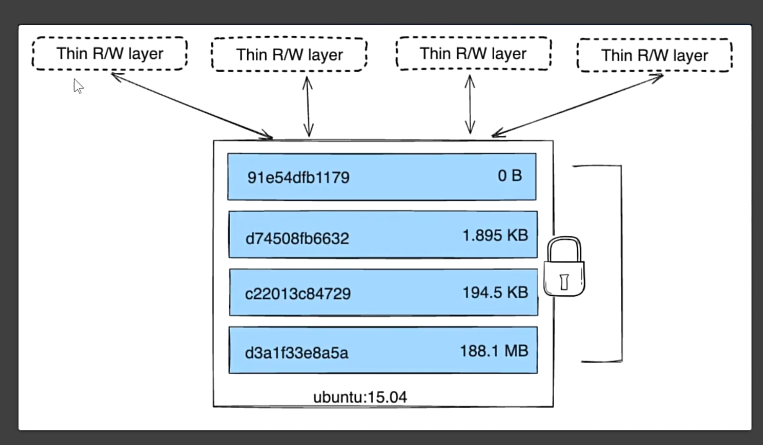 Thin R/W layer
Thin R/W layer
Thin R/W layer
Thin R/W layer
91e54dfb1179 0 B
d74508fb6632 1.895 KB
c22013c84729 194.5 KB
d3a1f33e8a5a 188.1 MB
ubuntu:15.04